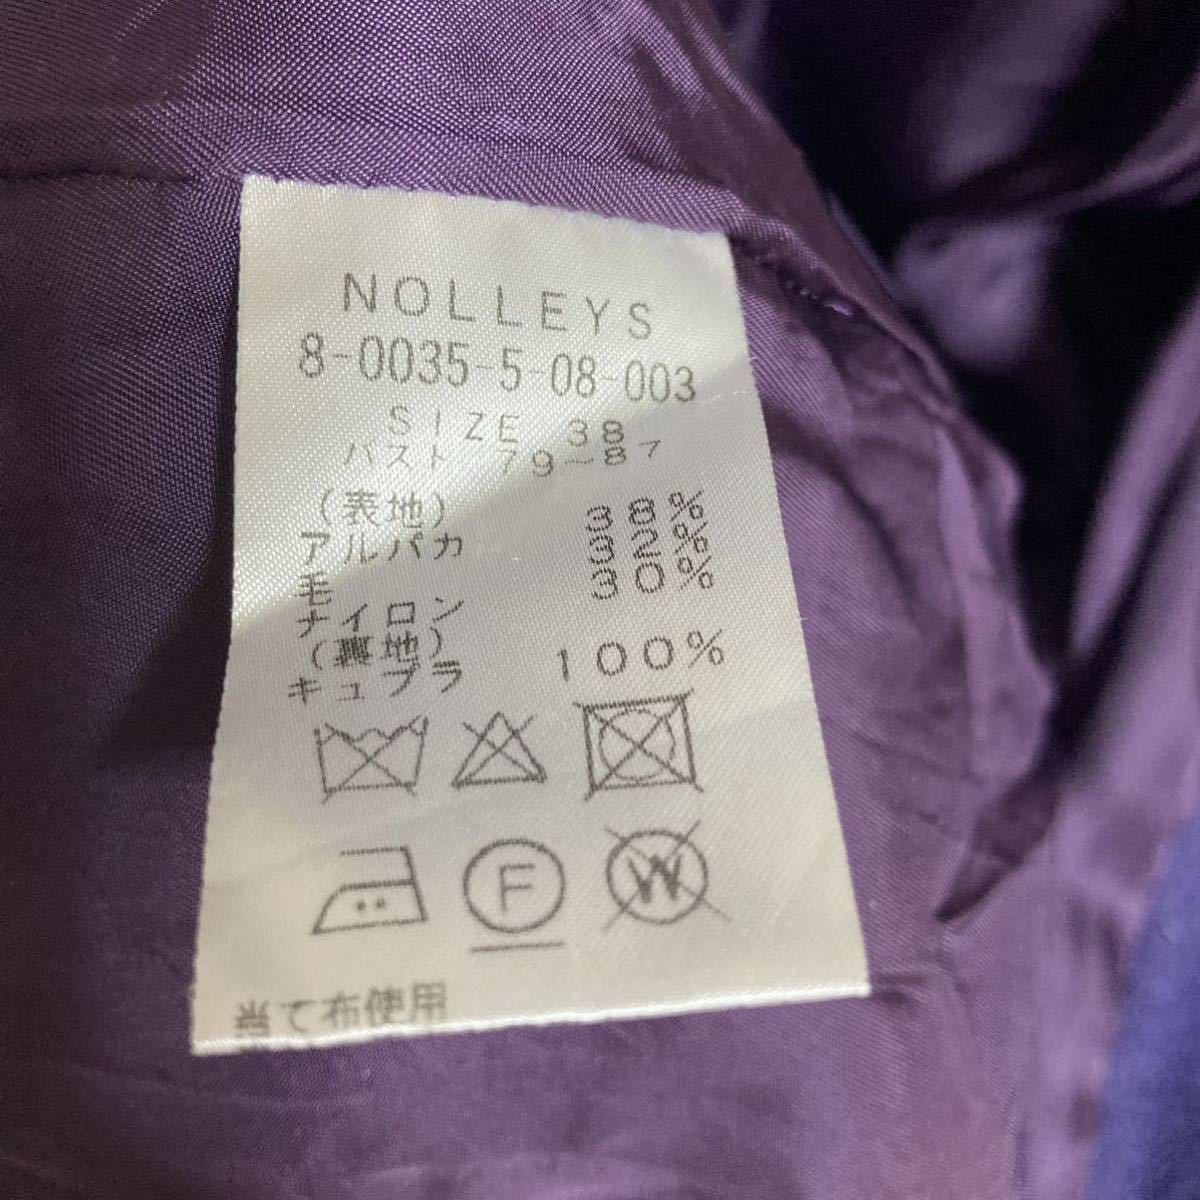 NOLLEYS
8-0035-5-08-003
SIZE 38
バスト 79~87
(表地)
アルパカ 38%
毛 32%
ナイロン 30%
(裏地)
キュプラ 100%
F W
当て布使用